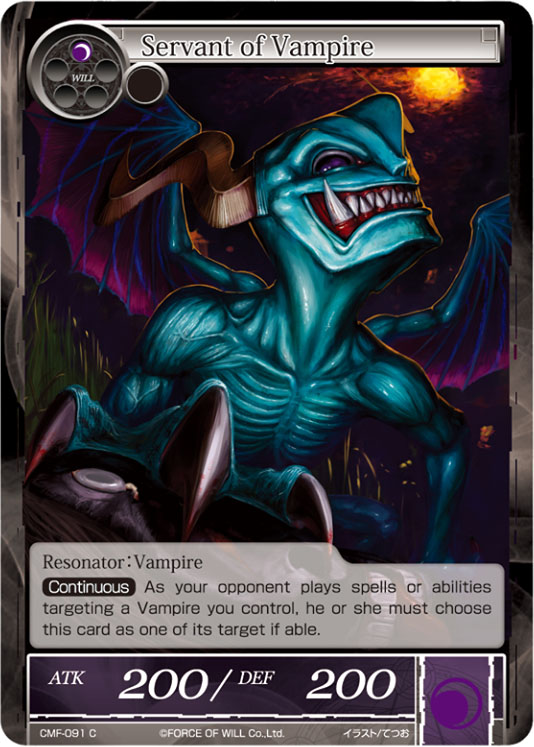 Servant of Vampire
WILL
Resonator:Vampire
Continuous As your opponent plays spells or abilities
targeting a Vampire you control, he or she must choose
this card as one of its target if able.
ATK 200/ DEF 200
CMF-091 C ©FORCE OF WILL Co.,Ltd. イラスト/てつお